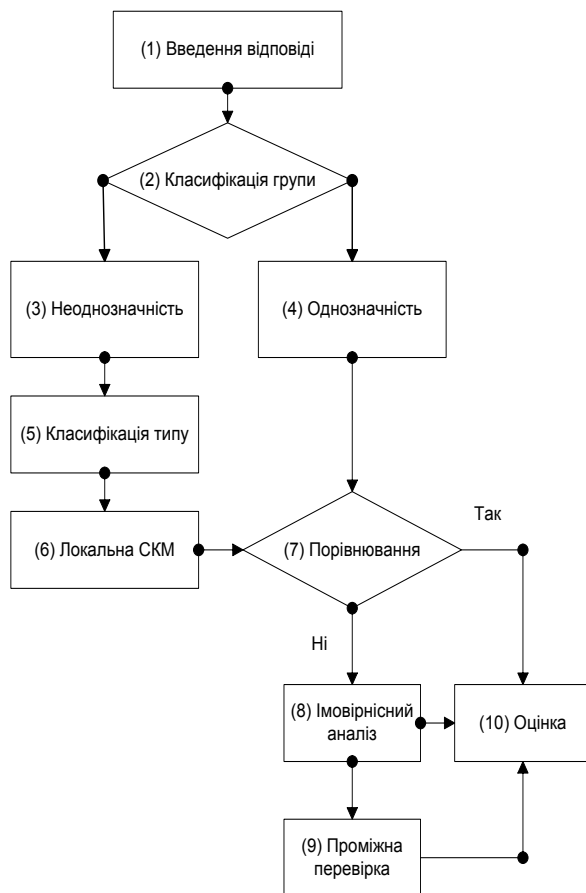 (1) Введення відповіді
(2) Класифікація групи
(3) Неоднозначність
(4) Однозначність
(5) Класифікація типу
(6) Локальна СКМ
(7) Порівнювання
Так
Ні
(8) Імовірнісний
аналіз
(10) Оцінка
(9) Проміжна
перевірка